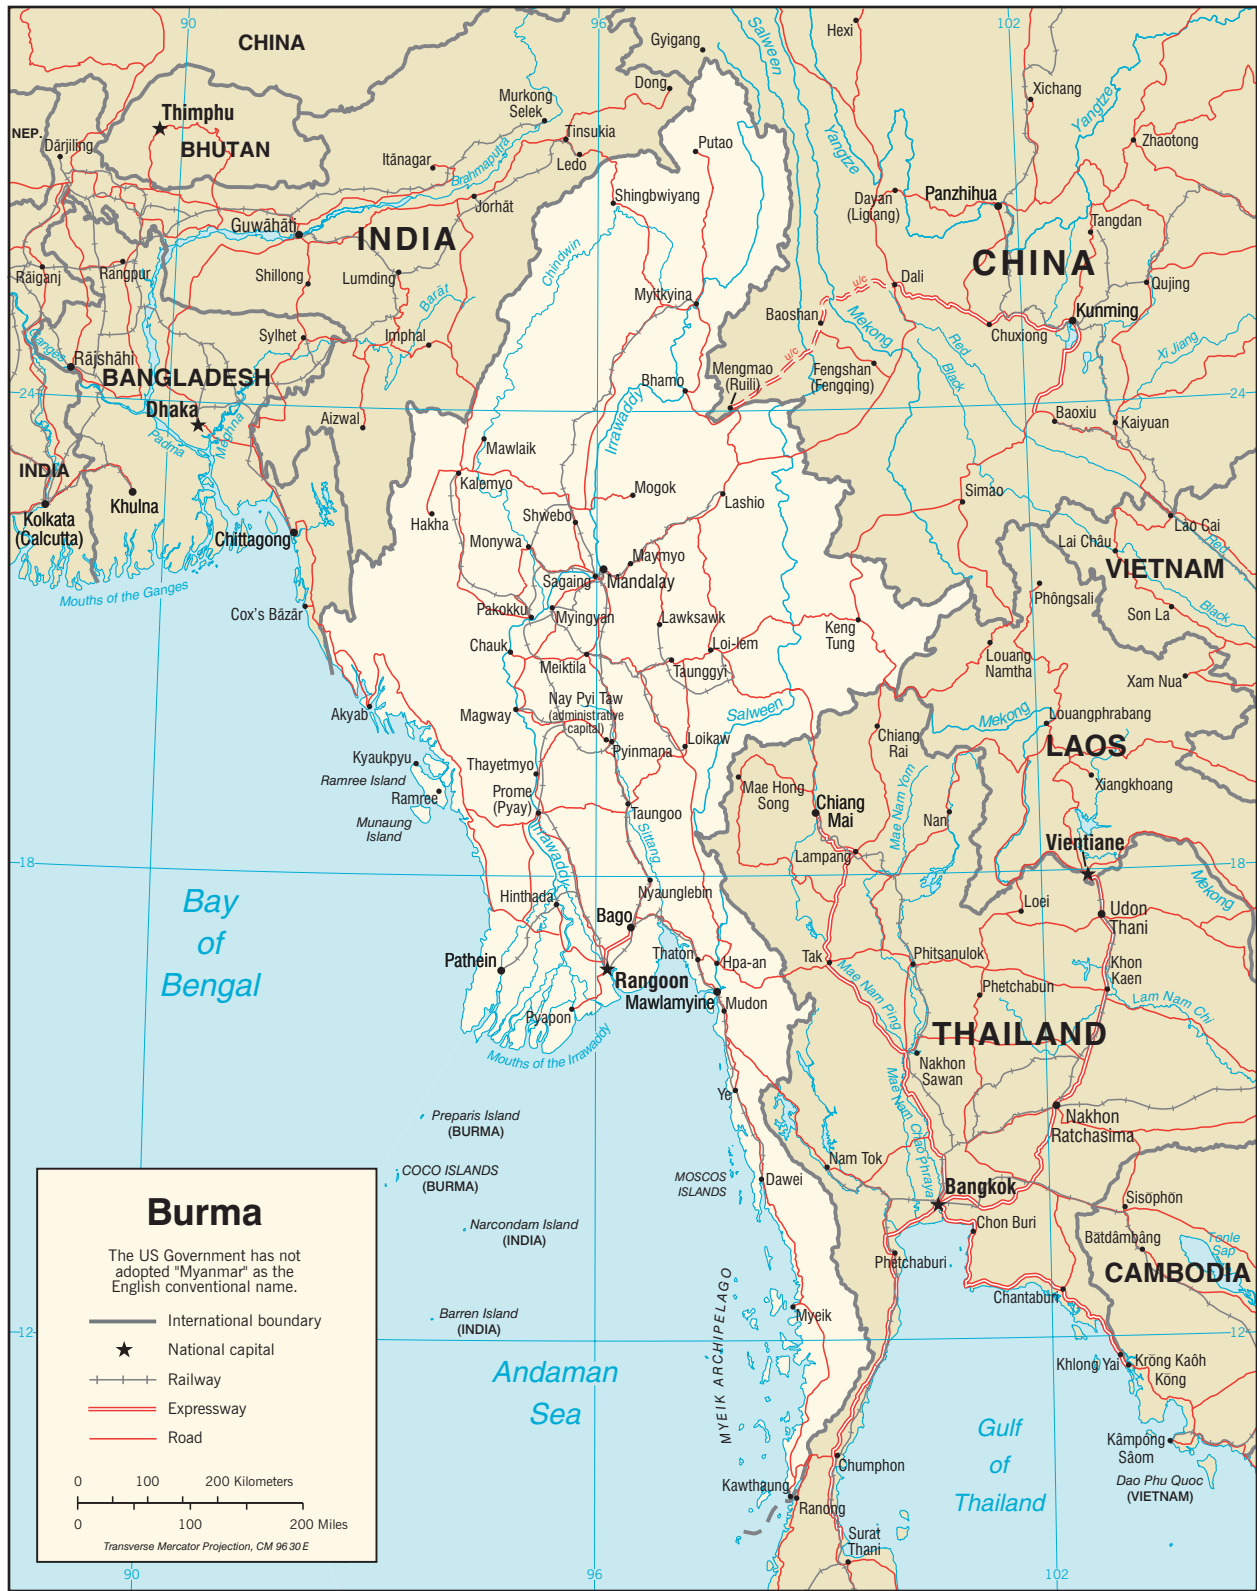 90
96
102
CHINA
Gyigang
Salween
Hexi
Dong
Xichang
Yangtze
Murkong
Selek
Thimphu
NEP.
Dārjiling
BHUTAN
Itānagar
Brahmaputra
Tinsukia
Ledo
Putao
Yangtze
Zhaotong
Jorhāt
Shingbwiyang
Dayan
(Ligiang)
Panzhihua
Tangdan
Guwāhāti
INDIA
Chindwin
CHINA
Rāiganj
Rangpur
Shillong
Lumding
Barāt
Myitkyina
u/c
Dali
Qujing
Baoshan
Mekong
Kunming
Chuxiong
Sylhet
Imphal
Ganges
Rājshāhi
BANGLADESH
u/c
Mengmao
(Ruili)
Fengshan
(Fengqing)
Red
Black
Xi Jiang
Bhamo
24
24
Dhaka
Irrawaddy
Padma
Meghna
Aizwal
Baoxiu
Kaiyuan
Mawlaik
INDIA
Kalemyo
Khulna
Kolkata
(Calcutta)
Mogok
Lashio
Simao
Hakha
Shwebo
Lao Cai
Chittagong
Monywa
Maymyo
Lai Châu
Red
Sagaing
Mandalay
VIETNAM
Mouths of the Ganges
Cox's Bāzār
Pakokku
Myingyan
Lawksawk
Keng
Tung
Phôngsali
Son La
Black
Chauk
Meiktila
Loi-lem
Taunggyi
Louang
Namtha
Xam Nua
Akyab
Magway
Nay Pyi Taw
(administrative
capital)
Salween
Mekong
Louangphrabang
Pyinmana
Loikaw
Chiang
Rai
LAOS
Kyaukpyu
Ramree Island
Ramree
Thayetmyo
Mae Hong
Song
Mae Nam Yom
Xiangkhoang
Prome
(Pyay)
Munaung
Island
Taungoo
Chiang
Mai
Nan
Irrawaddy
Sittang
Lampang
Vientiane
18
18
Mekong
Bay
of
Bengal
Hinthada
Nyaunglebin
Bago
Loei
Udon
Thani
Pathein
Thaton
Hpa-an
Tak
Phitsanulok
Khon
Kaen
Rangoon
Mawlamyine
Mudon
Mae Nam Ping
Phetchabun
Lam Nam Chi
Pyapon
THAILAND
Mouths of the Irrawaddy
Nakhon
Sawan
Mae Nam Chao Phraya
Ye
Preparis Island
(BURMA)
Nakhon
Ratchasima
COCO ISLANDS
(BURMA)
MOSCOS
ISLANDS
Dawei
Nam Tok
Bangkok
Sisophon
Narcondam Island
(INDIA)
Chon Buri
Batdâmbâng
Tonle
Sap
Phetchaburi
CAMBODIA
Chantaburi
Barren Island
(INDIA)
MYEIK ARCHIPELAGO
Myeik
12
12
Andaman
Sea
Khlong Yai
Krŏng Kaôh
Kŏng
Gulf
of
Thailand
Kâmpóng
Saôm
Chumphon
Dao Phu Quoc
(VIETNAM)
Kawthaung
Ranong
Surat
Thani
Burma
The US Government has not
adopted "Myanmar" as the
English conventional name.
International boundary
National capital
Railway
Expressway
Road
0 100 200 Kilometers
0 100 200 Miles
Transverse Mercator Projection, CM 96 30 E
90
96
102